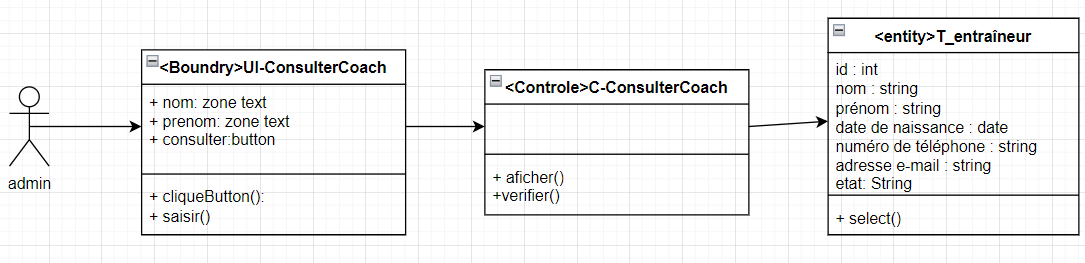 admin
<Boundry>UI-ConsulterCoach
+ nom: zone text
+ prenom: zone text
+ consulter:button
+ cliqueButton():
+ saisir()
<Controle>C-ConsulterCoach
+ aficher()
+verifier()
<entity>T_entraîneur
id : int
nom : string
prénom : string
date de naissance : date
numéro de téléphone : string
adresse e-mail : string
etat: String
+ select()